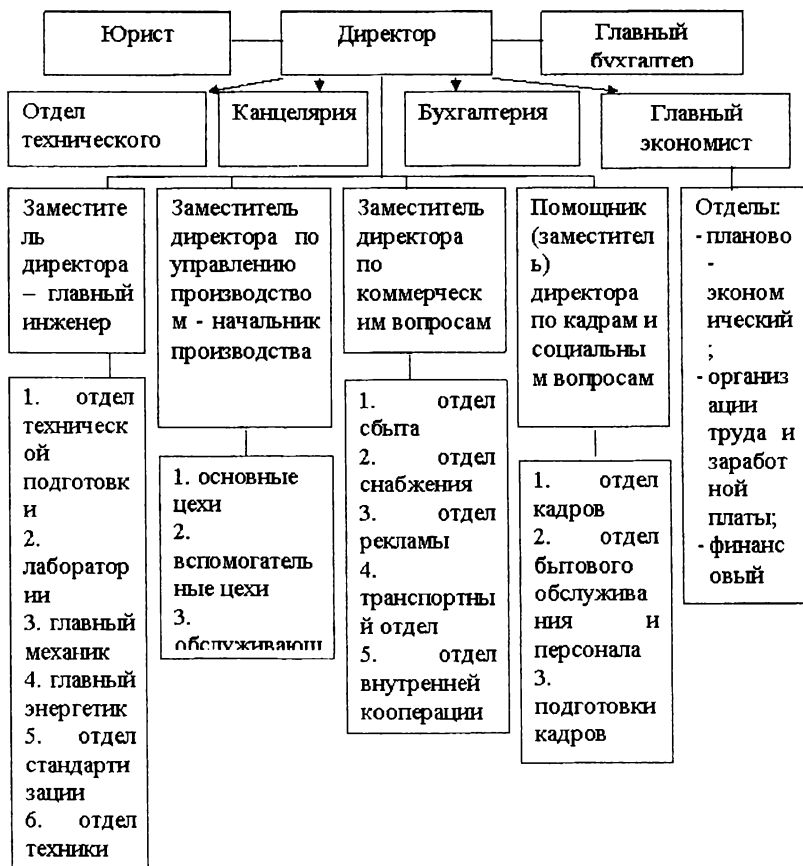 Юрист
Директор
Главный
бухгалтер
Отдел
технического
Канцелярия
Бухгалтерия
Главный
экономист
Заместите
ль
директора
– главный
инженер
Заместитель
директора по
управлению
производство
м - начальник
производства
Заместитель
директора
по
коммерческ
им вопросам
Помощник
(заместител
ь)
директора
по кадрам и
социальны
м вопросам
Отделы:
- планово
-
эконом
ический
;
- организ
ации
труда и
заработ
ной
платы;
- финанс
овый
1. отдел
техническ
ой
подготовк
и
2.
лаборатор
ии
3. главный
механик
4. главный
энергетик
5. отдел
стандарти
зации
6. отдел
техники
1. основные
цехи
2.
вспомогатель
ные цехи
3.
обслуживающ
1. отдел
сбыта
2. отдел
снабжения
3. отдел
рекламы
4.
транспортны
й отдел
5. отдел
внутренней
кооперации
1. отдел
кадров
2. отдел
бытового
обслужива
ния и
персонала
3.
подготовки
кадров